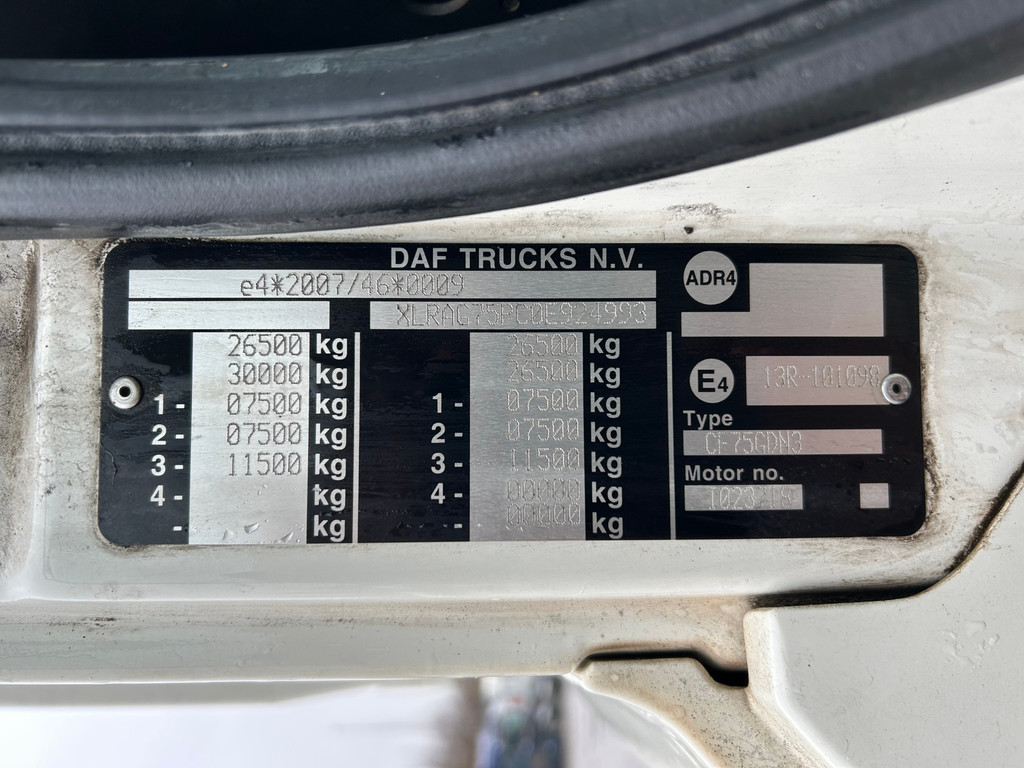 DAF TRUCKS N.V.
e4*2007/46*0009
XLRAG75PC0E924993
26500 kg
30000 kg
1 - 07500 kg
2 - 07500 kg
3 - 11500 kg
4 - kg
- kg
26500 kg
26500 kg
1 - 07500 kg
2 - 07500 kg
3 - 11500 kg
4 - 00000 kg
- 00000 kg
ADR4
E4 13R-101098
Type
CF75GDN3
Motor no.